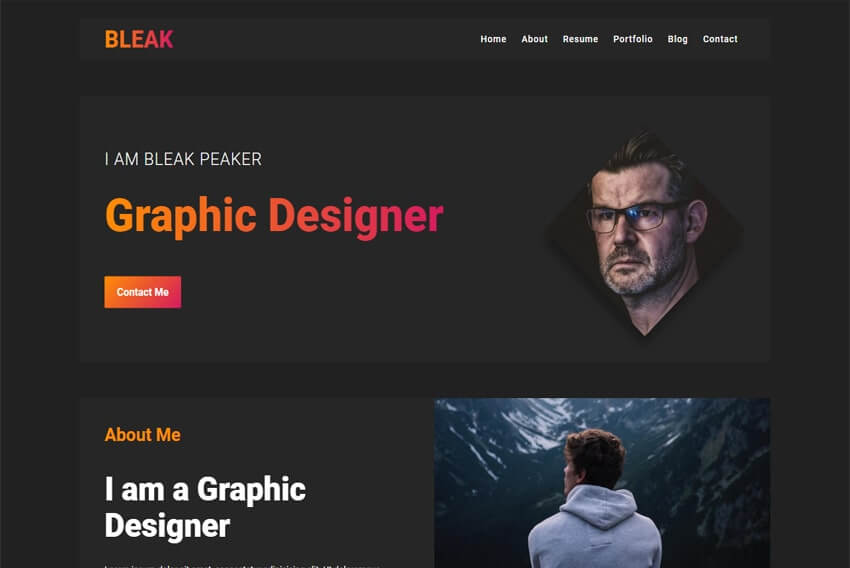 BLEAK
Home About Resume Portfolio Blog Contact
I AM BLEAK PEAKER
Graphic Designer
Contact Me
About Me
I am a Graphic
Designer